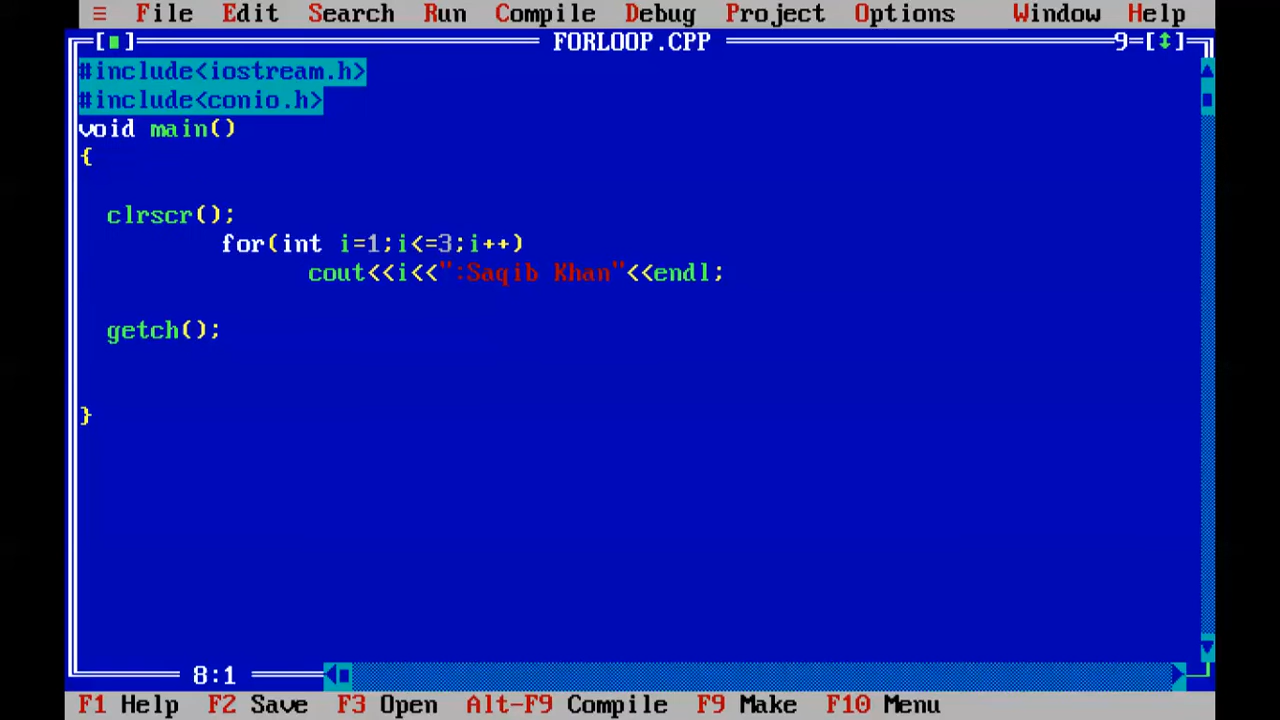 ≡ File Edit Search Run Compile Debug Project Options Window Help
[■] FORLOOP.CPP 9=[↕]
#include<iostream.h>
#include<conio.h>
void main()
{
clrscr();
for(int i=1;i<=3;i++)
cout<<i<<":Saqib Khan"<<endl;
getch();
}
8:1
F1 Help F2 Save F3 Open Alt-F9 Compile F9 Make F10 Menu